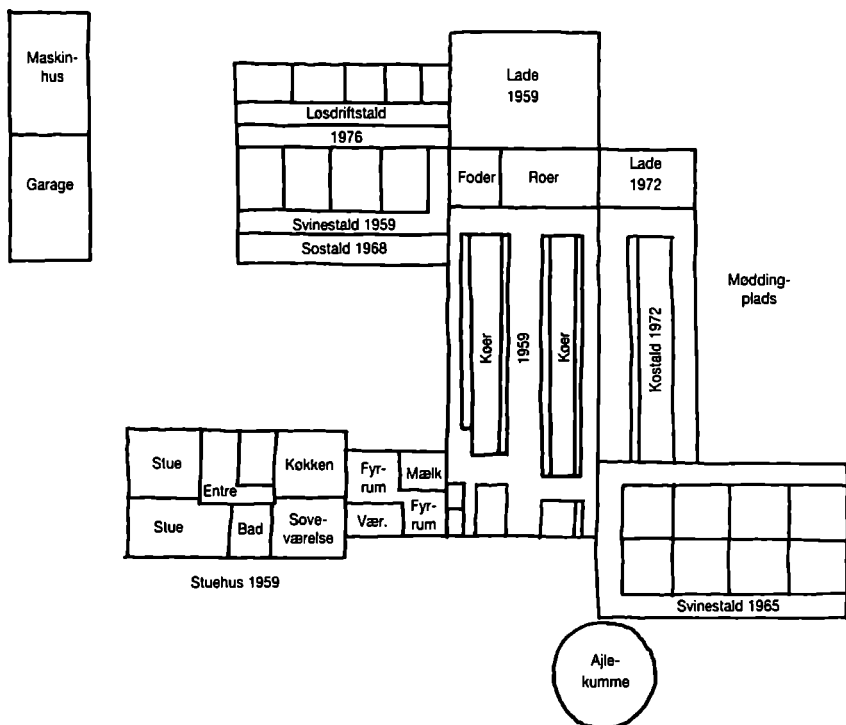 Maskin-
hus
Garage
Løsdriftstald
1976
Svinestald 1959
Sostald 1968
Lade
1959
Foder
Roer
Lade
1972
Køer
1959
Køer
Kostald 1972
Mødding-
plads
Stue
Entre
Køkken
Fyr-
rum
Mælk
Stue
Bad
Sove-
værelse
Vær.
Fyr-
rum
Stuehus 1959
Svinestald 1965
Ajle-
kumme